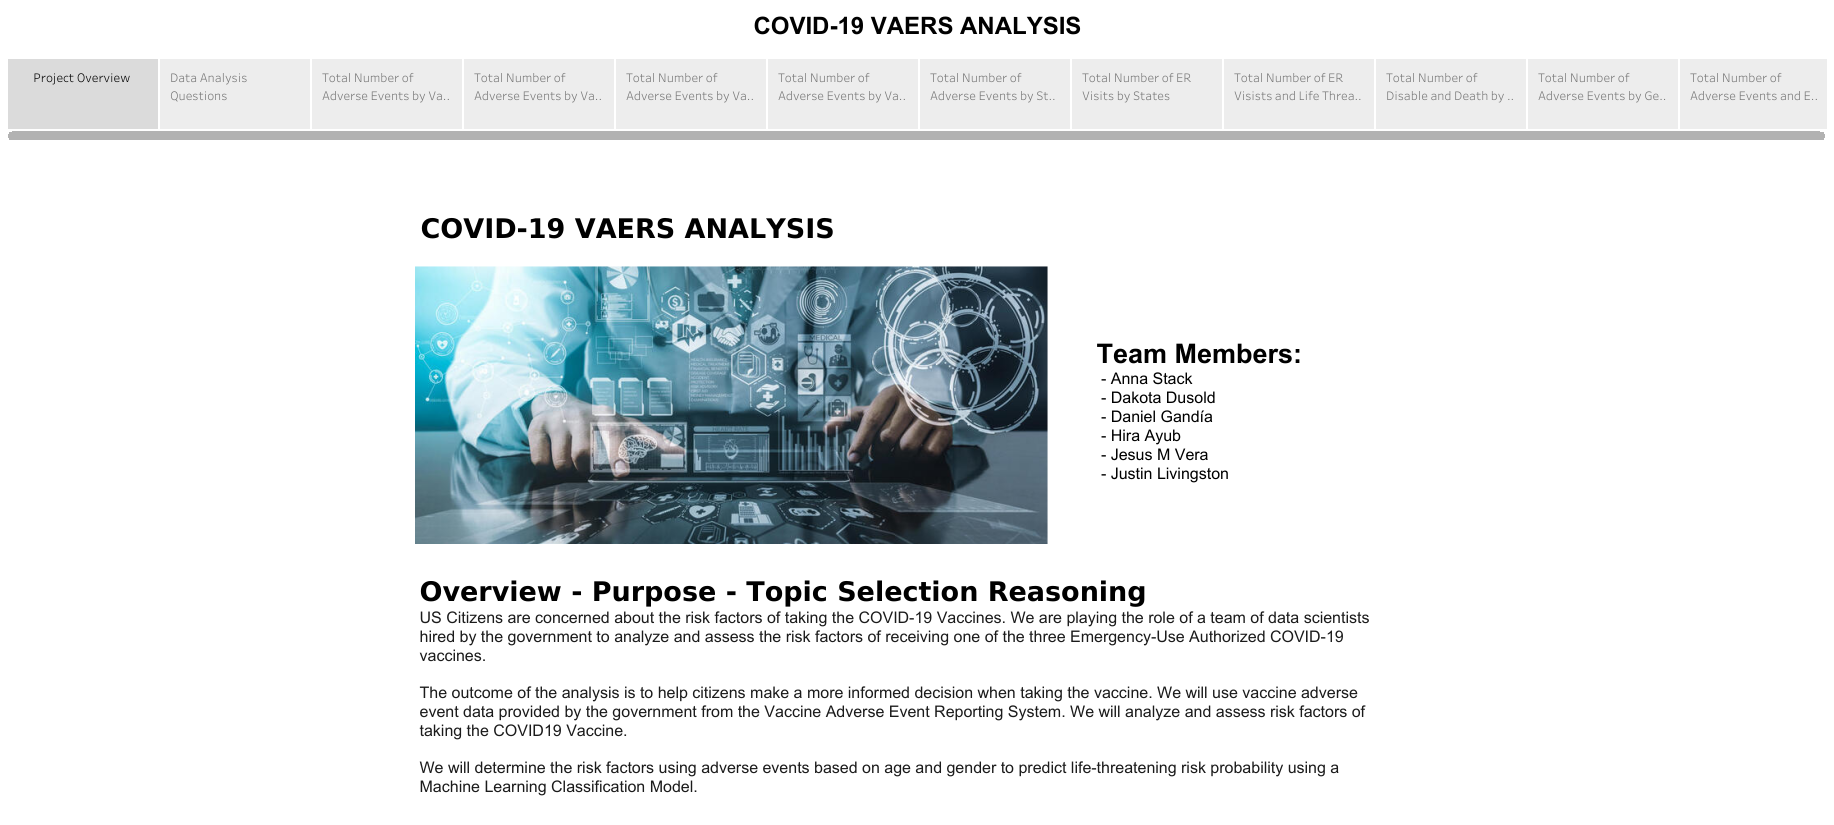 COVID-19 VAERS ANALYSIS
Project Overview
Data Analysis
Questions
Total Number of
Adverse Events by Va..
Total Number of
Adverse Events by Va..
Total Number of
Adverse Events by Va..
Total Number of
Adverse Events by Va..
Total Number of
Adverse Events by St..
Total Number of ER
Visits by States
Total Number of ER
Visists and Life Threa..
Total Number of
Disable and Death by ..
Total Number of
Adverse Events by Ge..
Total Number of
Adverse Events and E..
COVID-19 VAERS ANALYSIS
MEDICAL
Team Members:
- Anna Stack
- Dakota Dusold
- Daniel Gandía
- Hira Ayub
- Jesus M Vera
- Justin Livingston
Overview - Purpose - Topic Selection Reasoning
US Citizens are concerned about the risk factors of taking the COVID-19 Vaccines. We are playing the role of a team of data scientists
hired by the government to analyze and assess the risk factors of receiving one of the three Emergency-Use Authorized COVID-19
vaccines.
The outcome of the analysis is to help citizens make a more informed decision when taking the vaccine. We will use vaccine adverse
event data provided by the government from the Vaccine Adverse Event Reporting System. We will analyze and assess risk factors of
taking the COVID19 Vaccine.
We will determine the risk factors using adverse events based on age and gender to predict life-threatening risk probability using a
Machine Learning Classification Model.